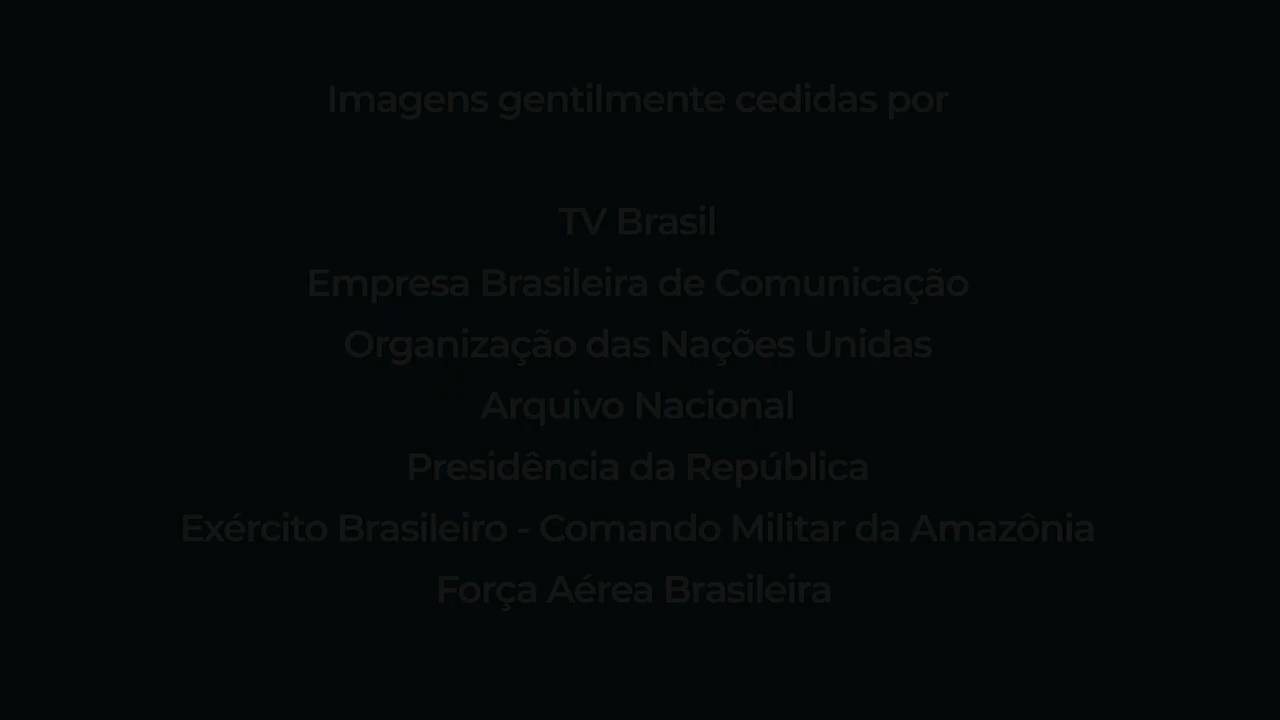 Imagens gentilmente cedidas por
TV Brasil
Empresa Brasileira de Comunicação
Organização das Nações Unidas
Arquivo Nacional
Presidência da República
Exército Brasileiro - Comando Militar da Amazônia
Força Aérea Brasileira